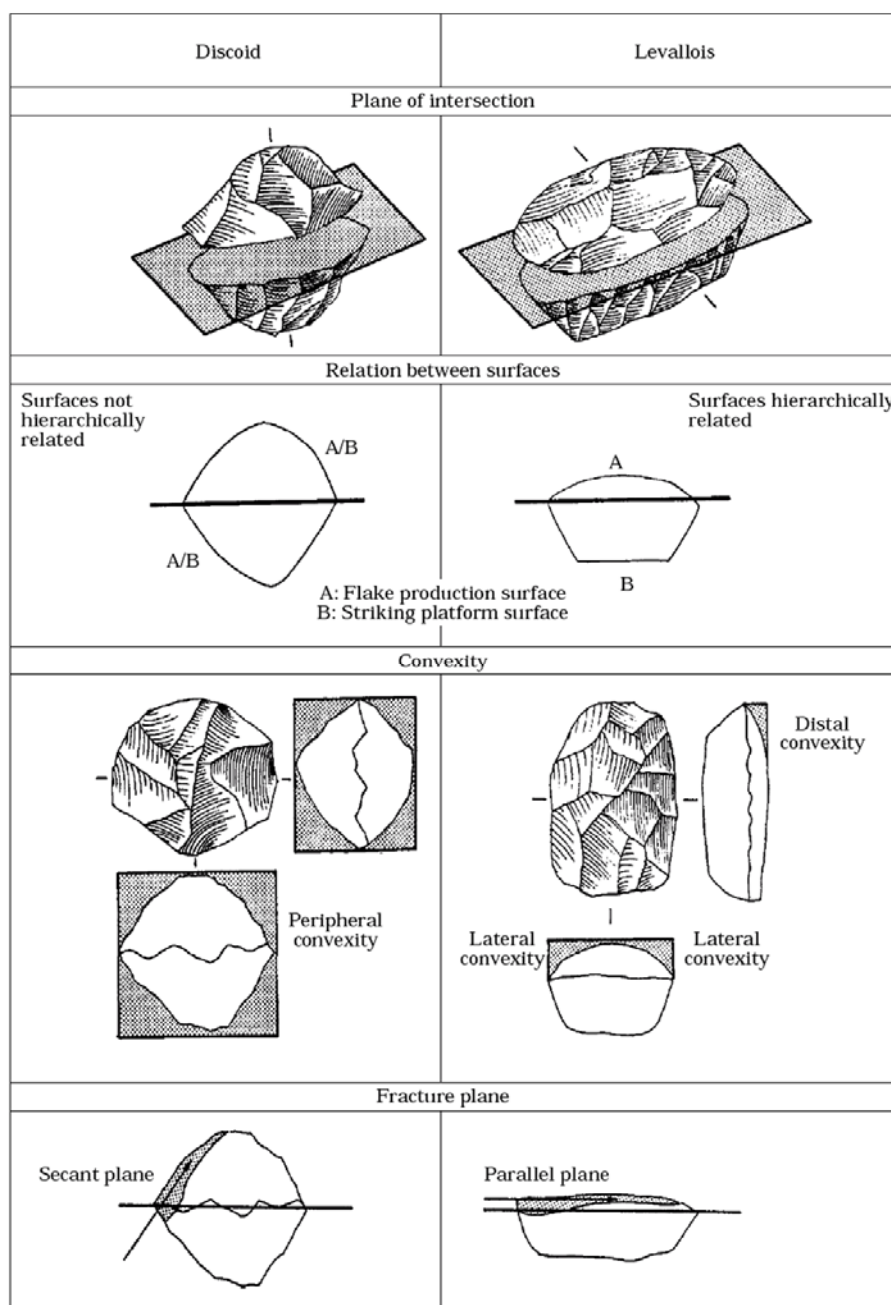 Discoid
Levallois
Plane of intersection
Relation between surfaces
Surfaces not
hierarchically
related
A/B
A/B
Surfaces hierarchically
related
A
B
A: Flake production surface
B: Striking platform surface
Convexity
Peripheral
convexity
Distal
convexity
Lateral
convexity
Lateral
convexity
Fracture plane
Secant plane
Parallel plane